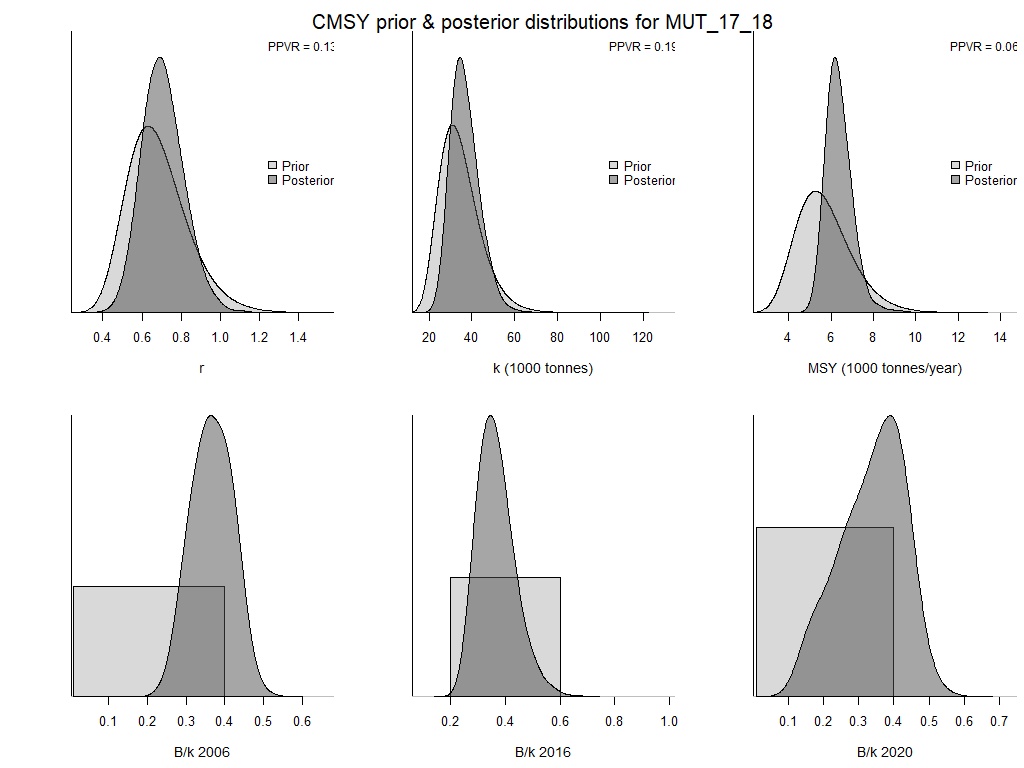 CMSY prior & posterior distributions for MUT_17_18
PPVR = 0.13
Prior
Posterior
0.4 0.6 0.8 1.0 1.2 1.4
r
PPVR = 0.19
Prior
Posterior
20 40 60 80 100 120
k (1000 tonnes)
PPVR = 0.06
Prior
Posterior
4 6 8 10 12 14
MSY (1000 tonnes/year)
0.1 0.2 0.3 0.4 0.5 0.6
B/k 2006
0.2 0.4 0.6 0.8 1.0
B/k 2016
0.1 0.2 0.3 0.4 0.5 0.6 0.7
B/k 2020